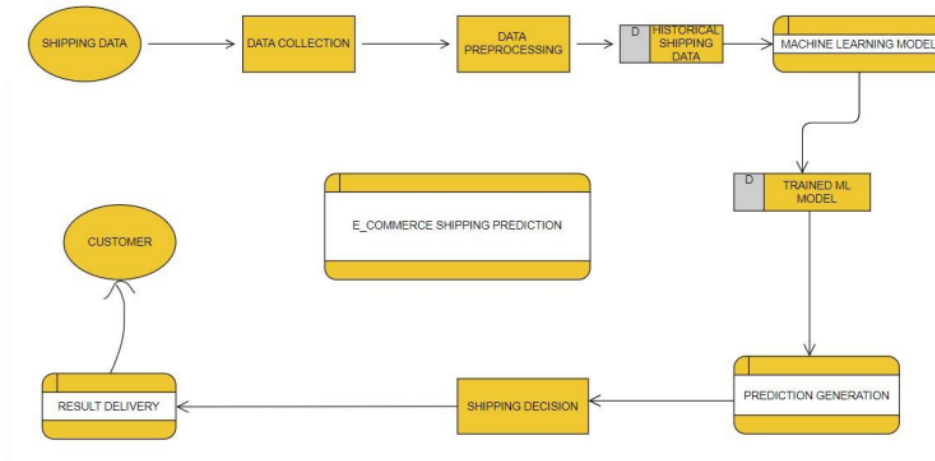 SHIPPING DATA
DATA COLLECTION
DATA
PREPROCESSING
D
HISTORICAL
SHIPPING
DATA
MACHINE LEARNING MODEL
D
TRAINED ML
MODEL
E_COMMERCE SHIPPING PREDICTION
CUSTOMER
RESULT DELIVERY
SHIPPING DECISION
PREDICTION GENERATION